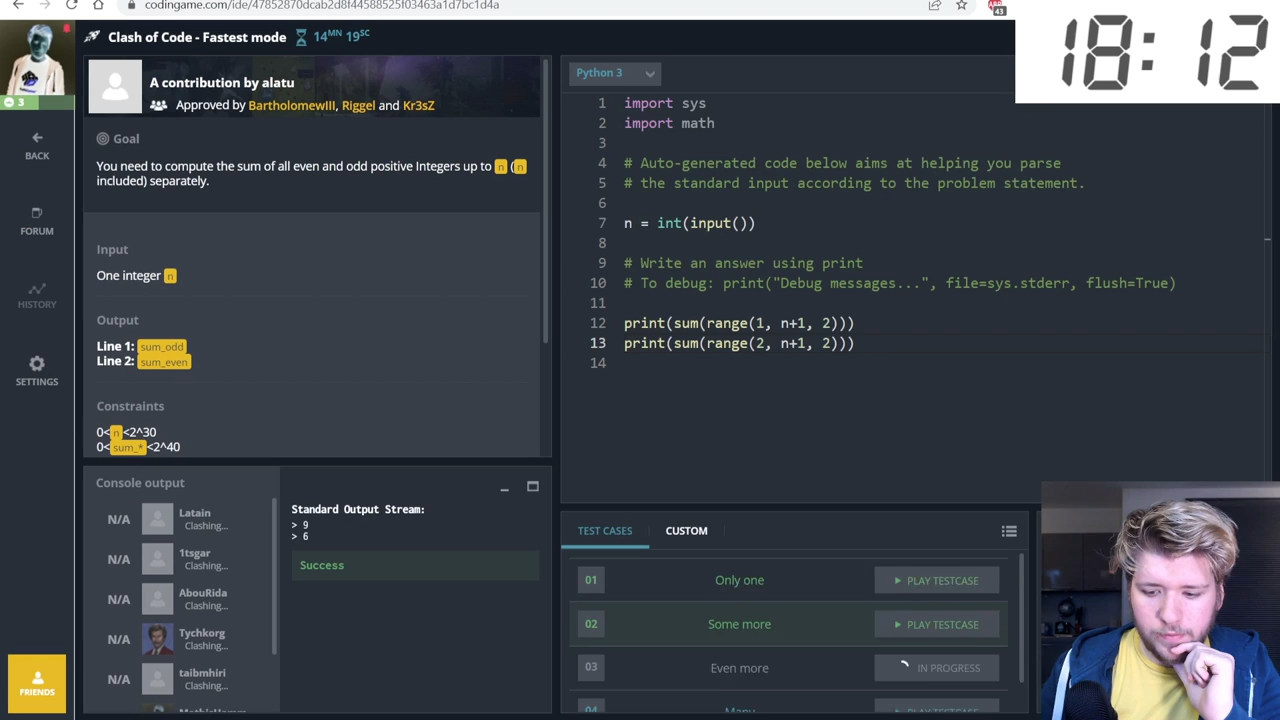 codingame.com/ide/47852870dcab2d8f44588525f03463a1d7bc1d4a
43
18:12
Clash of Code - Fastest mode
14MN 19SC
3
BACK
FORUM
HISTORY
SETTINGS
FRIENDS
A contribution by alatu
Approved by BartholomewIII, Riggel and Kr3sZ
Goal
You need to compute the sum of all even and odd positive Integers up to n (n
included) separately.
Input
One integer n
Output
Line 1: sum_odd
Line 2: sum_even
Constraints
0< n <2^30
0< sum_* <2^40
Console output
N/A Latain
Clashing...
N/A 1tsgar
Clashing...
N/A AbouRida
Clashing...
N/A Tychkorg
Clashing...
N/A taibmhiri
Clashing...
Standard Output Stream:
> 9
> 6
Success
Python 3
1 import sys
2 import math
3
4 # Auto-generated code below aims at helping you parse
5 # the standard input according to the problem statement.
6
7 n = int(input())
8
9 # Write an answer using print
10 # To debug: print("Debug messages...", file=sys.stderr, flush=True)
11
12 print(sum(range(1, n+1, 2)))
13 print(sum(range(2, n+1, 2)))
14
TEST CASES CUSTOM
01 Only one PLAY TESTCASE
02 Some more PLAY TESTCASE
03 Even more IN PROGRESS
04 Many PLAY TESTCASE